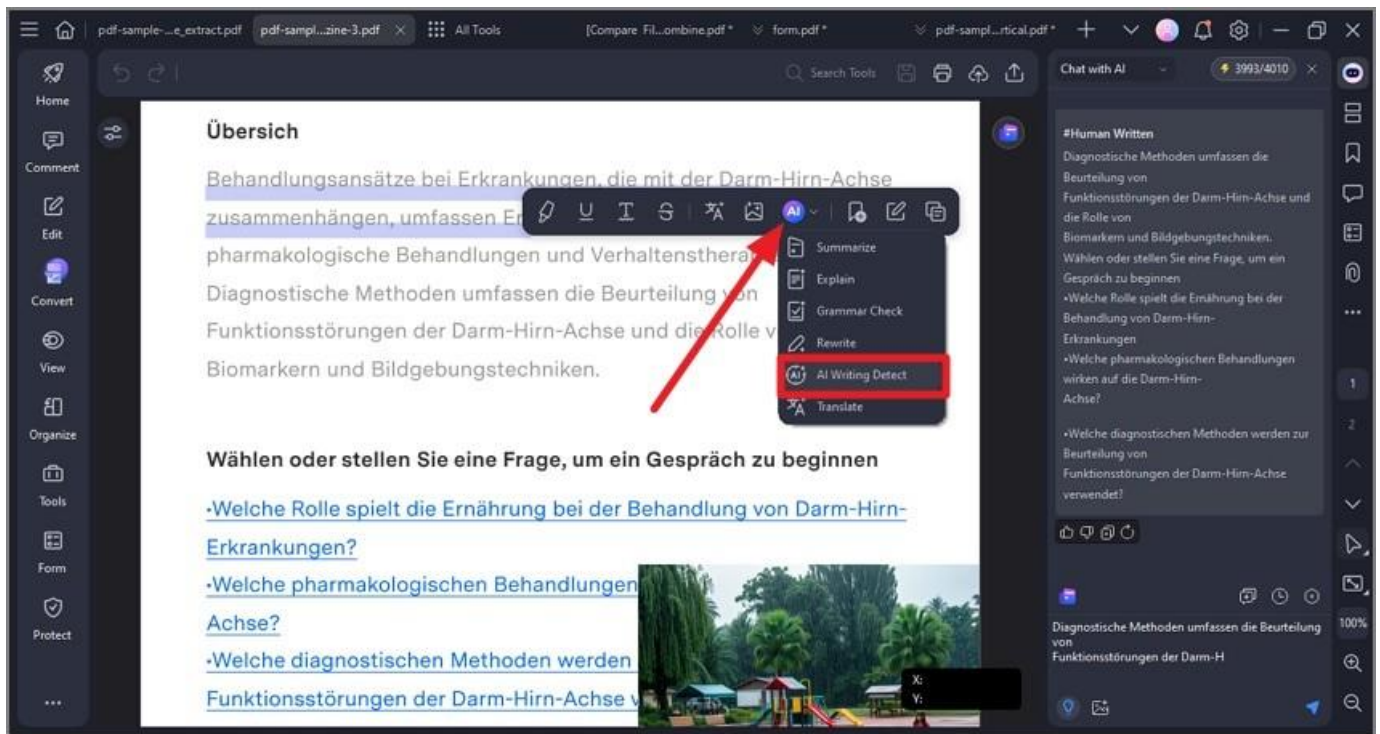 pdf-sample-...e_extract.pdf
pdf-sampl...zine-3.pdf
All Tools
[Compare Fil...ombine.pdf *
form.pdf *
pdf-sampl...rtical.pdf *
Search Tools
Home
Comment
Edit
Convert
View
Organize
Tools
Form
Protect
Übersich
Behandlungsansätze bei Erkrankungen, die mit der Darm-Hirn-Achse
zusammenhängen, umfassen Er
pharmakologische Behandlungen und Verhaltensthera
Diagnostische Methoden umfassen die Beurteilung von
Funktionsstörungen der Darm-Hirn-Achse und die Rolle v
Biomarkern und Bildgebungstechniken.
AI
Summarize
Explain
Grammar Check
Rewrite
AI Writing Detect
Translate
Wählen oder stellen Sie eine Frage, um ein Gespräch zu beginnen
•Welche Rolle spielt die Ernährung bei der Behandlung von Darm-Hirn-
Erkrankungen?
•Welche pharmakologischen Behandlungen
Achse?
•Welche diagnostischen Methoden werden
Funktionsstörungen der Darm-Hirn-Achse v
X:
Y:
Chat with AI
3993/4010
#Human Written
Diagnostische Methoden umfassen die
Beurteilung von
Funktionsstörungen der Darm-Hirn-Achse und
die Rolle von
Biomarkern und Bildgebungstechniken.
Wählen oder stellen Sie eine Frage, um ein
Gespräch zu beginnen
•Welche Rolle spielt die Ernährung bei der
Behandlung von Darm-Hirn-
Erkrankungen
•Welche pharmakologischen Behandlungen
wirken auf die Darm-Hirn-
Achse?
•Welche diagnostischen Methoden werden zur
Beurteilung von
Funktionsstörungen der Darm-Hirn-Achse
verwendet?
Diagnostische Methoden umfassen die Beurteilung
von
Funktionsstörungen der Darm-H
1
2
100%